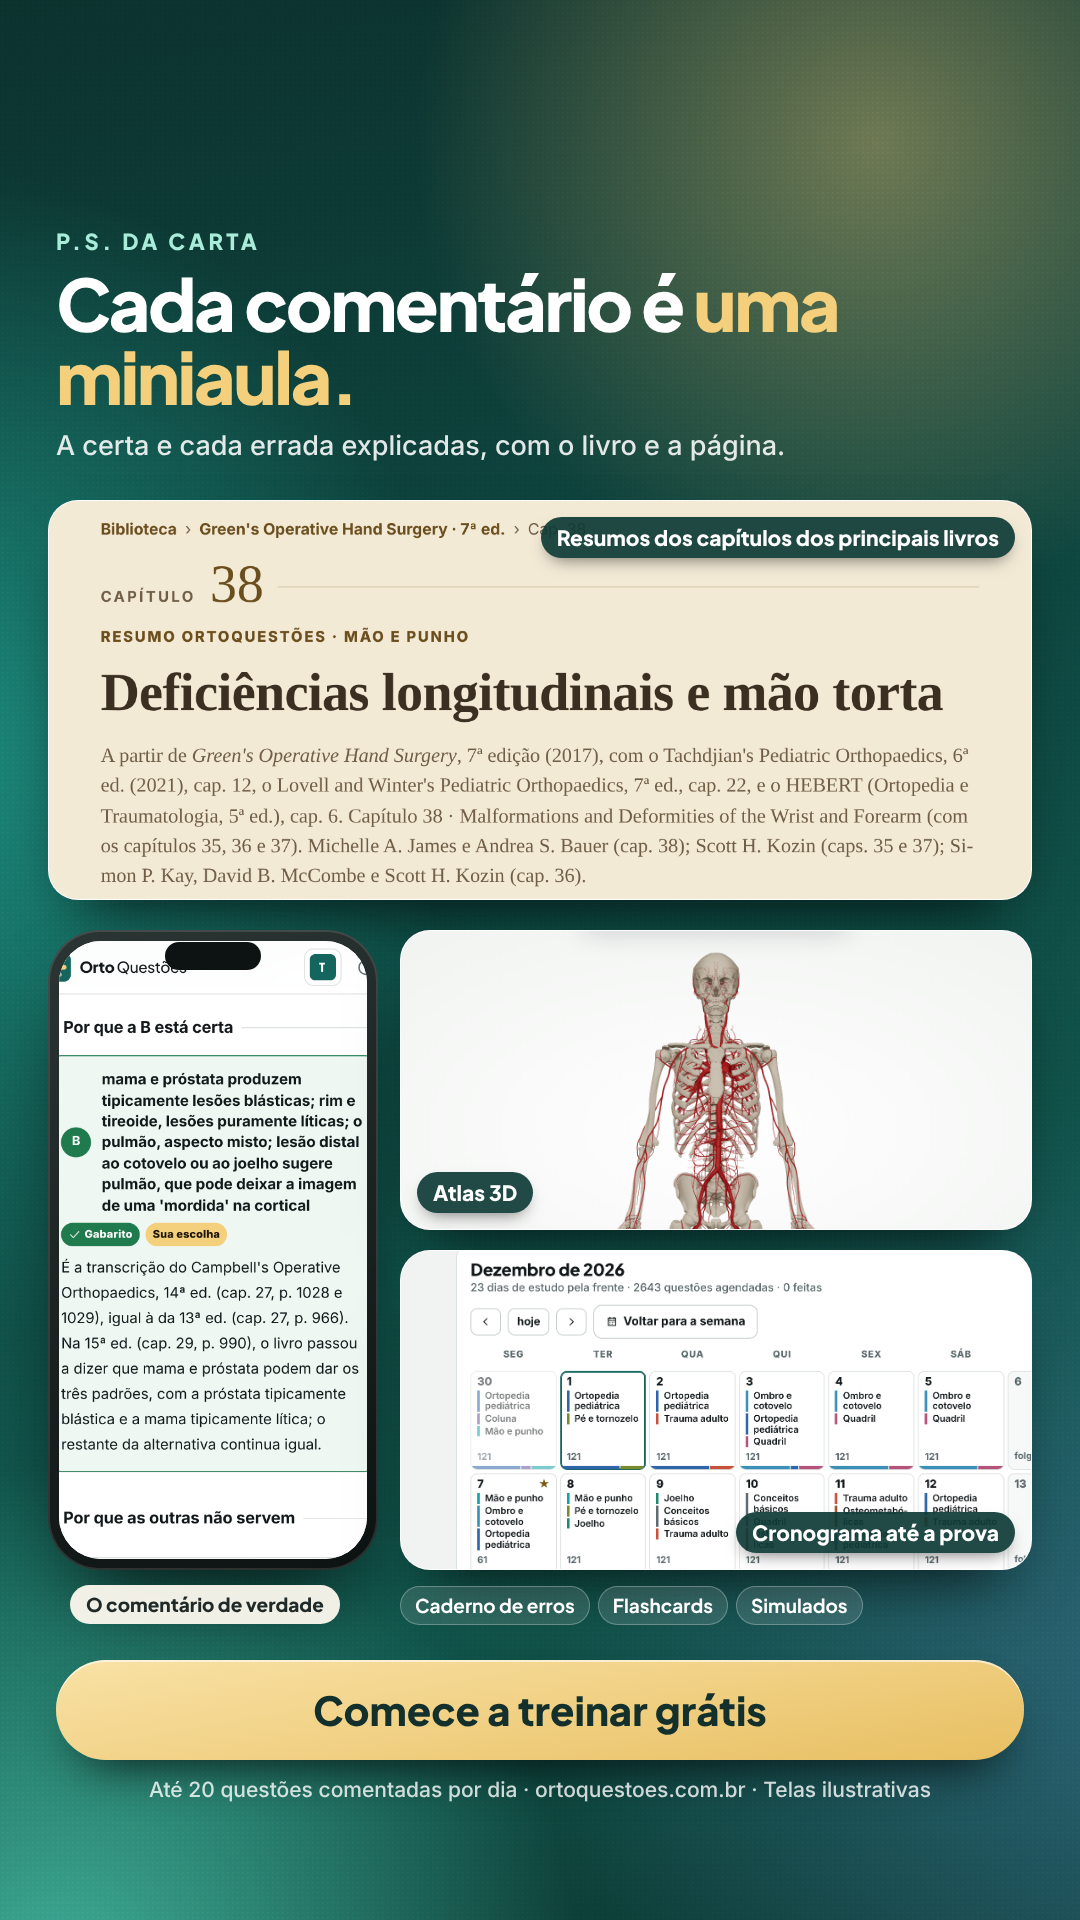 P.S. DA CARTA
Cada comentário é uma
miniaula.
A certa e cada errada explicadas, com o livro e a página.
Biblioteca › Green's Operative Hand Surgery · 7ª ed. ›
Resumos dos capítulos dos principais livros
CAPÍTULO 38
RESUMO ORTOQUESTÕES · MÃO E PUNHO
Deficiências longitudinais e mão torta
A partir de Green's Operative Hand Surgery, 7ª edição (2017), com o Tachdjian's Pediatric Orthopaedics, 6ª
ed. (2021), cap. 12, o Lovell and Winter's Pediatric Orthopaedics, 7ª ed., cap. 22, e o HEBERT (Ortopedia e
Traumatologia, 5ª ed.), cap. 6. Capítulo 38 · Malformations and Deformities of the Wrist and Forearm (com
os capítulos 35, 36 e 37). Michelle A. James e Andrea S. Bauer (cap. 38); Scott H. Kozin (caps. 35 e 37); Si-
mon P. Kay, David B. McCombe e Scott H. Kozin (cap. 36).
Orto Questões
T
Por que a B está certa
mama e próstata produzem
tipicamente lesões blásticas; rim e
tireoide, lesões puramente líticas; o
B
pulmão, aspecto misto; lesão distal
ao cotovelo ou ao joelho sugere
pulmão, que pode deixar a imagem
de uma 'mordida' na cortical
Gabarito
Sua escolha
É a transcrição do Campbell's Operative
Orthopaedics, 14ª ed. (cap. 27, p. 1028 e
1029), igual à da 13ª ed. (cap. 27, p. 966).
Na 15ª ed. (cap. 29, p. 990), o livro passou
a dizer que mama e próstata podem dar os
três padrões, com a próstata tipicamente
blástica e a mama tipicamente lítica; o
restante da alternativa continua igual.
Por que as outras não servem
O comentário de verdade
Atlas 3D
Dezembro de 2026
23 dias de estudo pela frente · 2643 questões agendadas · 0 feitas
‹ hoje › Voltar para a semana
SEG TER QUA QUI SEX SÁB
30
Ortopedia
pediátrica
Coluna
Mão e punho
121
1
Ortopedia
pediátrica
Pé e tornozelo
121
2
Ortopedia
pediátrica
Trauma adulto
121
3
Ombro e
cotovelo
Ortopedia
pediátrica
Quadril
121
4
Ombro e
cotovelo
Quadril
121
5
Ombro e
cotovelo
Quadril
121
6
folg
7 ★
Mão e punho
Ombro e
cotovelo
Ortopedia
pediátrica
61
8
Mão e punho
Pé e tornozelo
Joelho
121
9
Joelho
Conceitos
básicos
Trauma adulto
121
10
Conceitos
básicos
121
11
Trauma adulto
Osteometabó-
licas
121
12
Ortopedia
pediátrica
121
13
Cronograma até a prova
Caderno de erros
Flashcards
Simulados
Comece a treinar grátis
Até 20 questões comentadas por dia · ortoquestoes.com.br · Telas ilustrativas